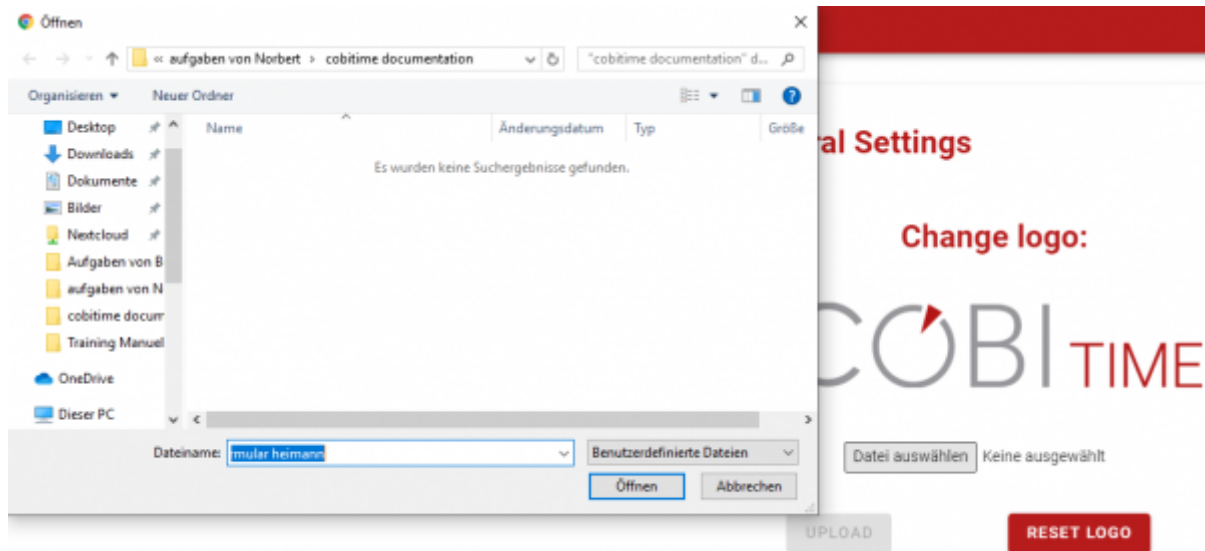 Öffnen
« aufgaben von Norbert › cobitime documentation
"cobitime documentation" d...
Organisieren
Neuer Ordner
Desktop
Downloads
Dokumente
Bilder
Nextcloud
Aufgaben von B
aufgaben von N
cobitime docum
Training Manuel
OneDrive
Dieser PC
Name
Änderungsdatum
Typ
Größe
Es wurden keine Suchergebnisse gefunden.
Dateiname:
rmular heimann
Benutzerdefinierte Dateien
Öffnen
Abbrechen
ral Settings
Change logo:
COBI TIME
Datei auswählen
Keine ausgewählt
UPLOAD
RESET LOGO